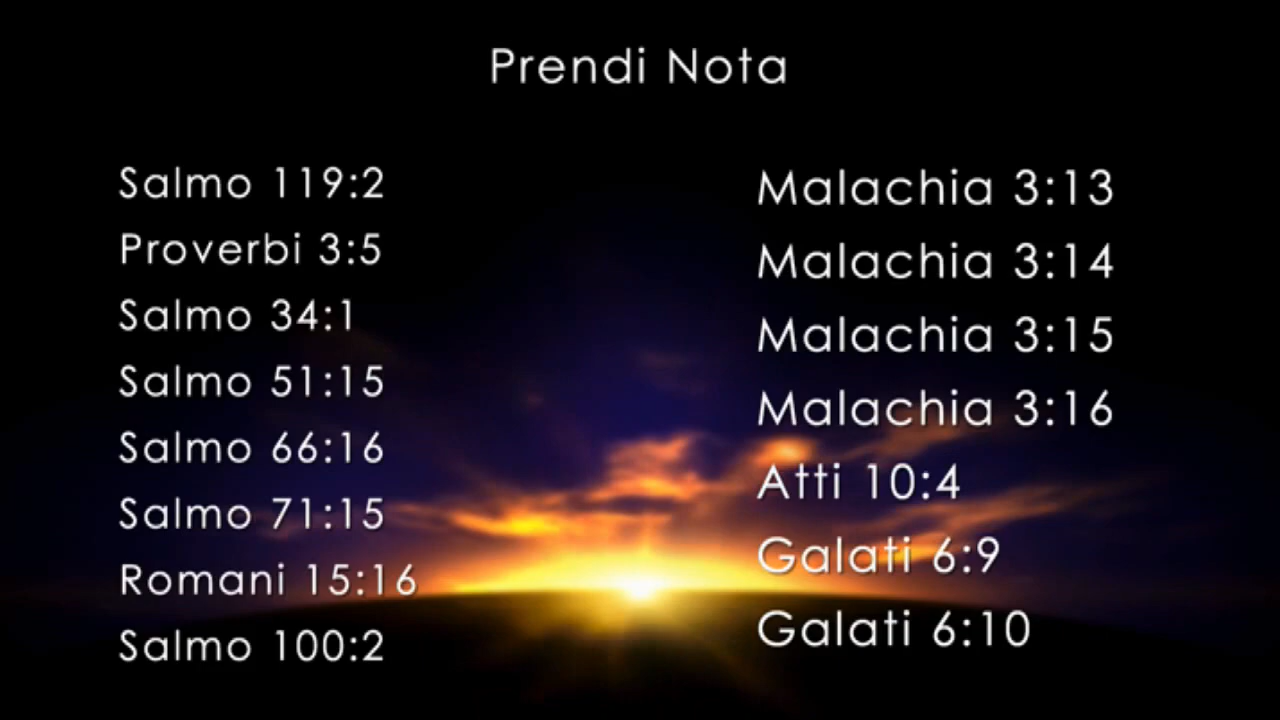 Prendi Nota
Salmo 119:2
Proverbi 3:5
Salmo 34:1
Salmo 51:15
Salmo 66:16
Salmo 71:15
Romani 15:16
Salmo 100:2
Malachia 3:13
Malachia 3:14
Malachia 3:15
Malachia 3:16
Atti 10:4
Galati 6:9
Galati 6:10